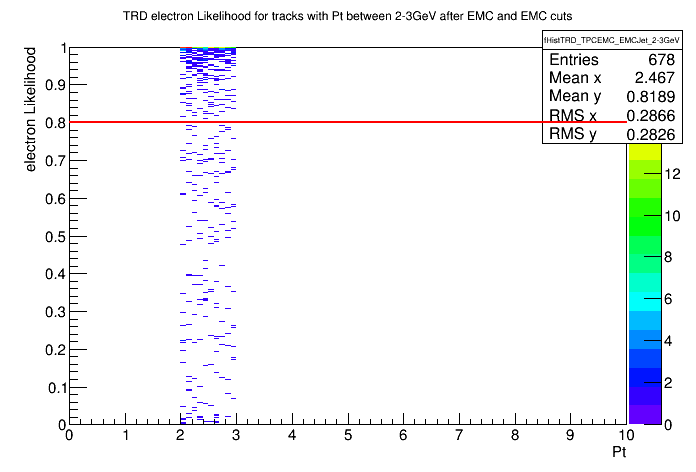 TRD electron Likelihood for tracks with Pt between 2-3GeV after EMC and EMC cuts
fHistTRD_TPCEMC_EMCJet_2-3GeV
Entries 678
Mean x 2.467
Mean y 0.8189
RMS x 0.2866
RMS y 0.2826
electron Likelihood
1
0.9
0.8
0.7
0.6
0.5
0.4
0.3
0.2
0.1
0
0 1 2 3 4 5 6 7 8 9 10
Pt
12
10
8
6
4
2
0